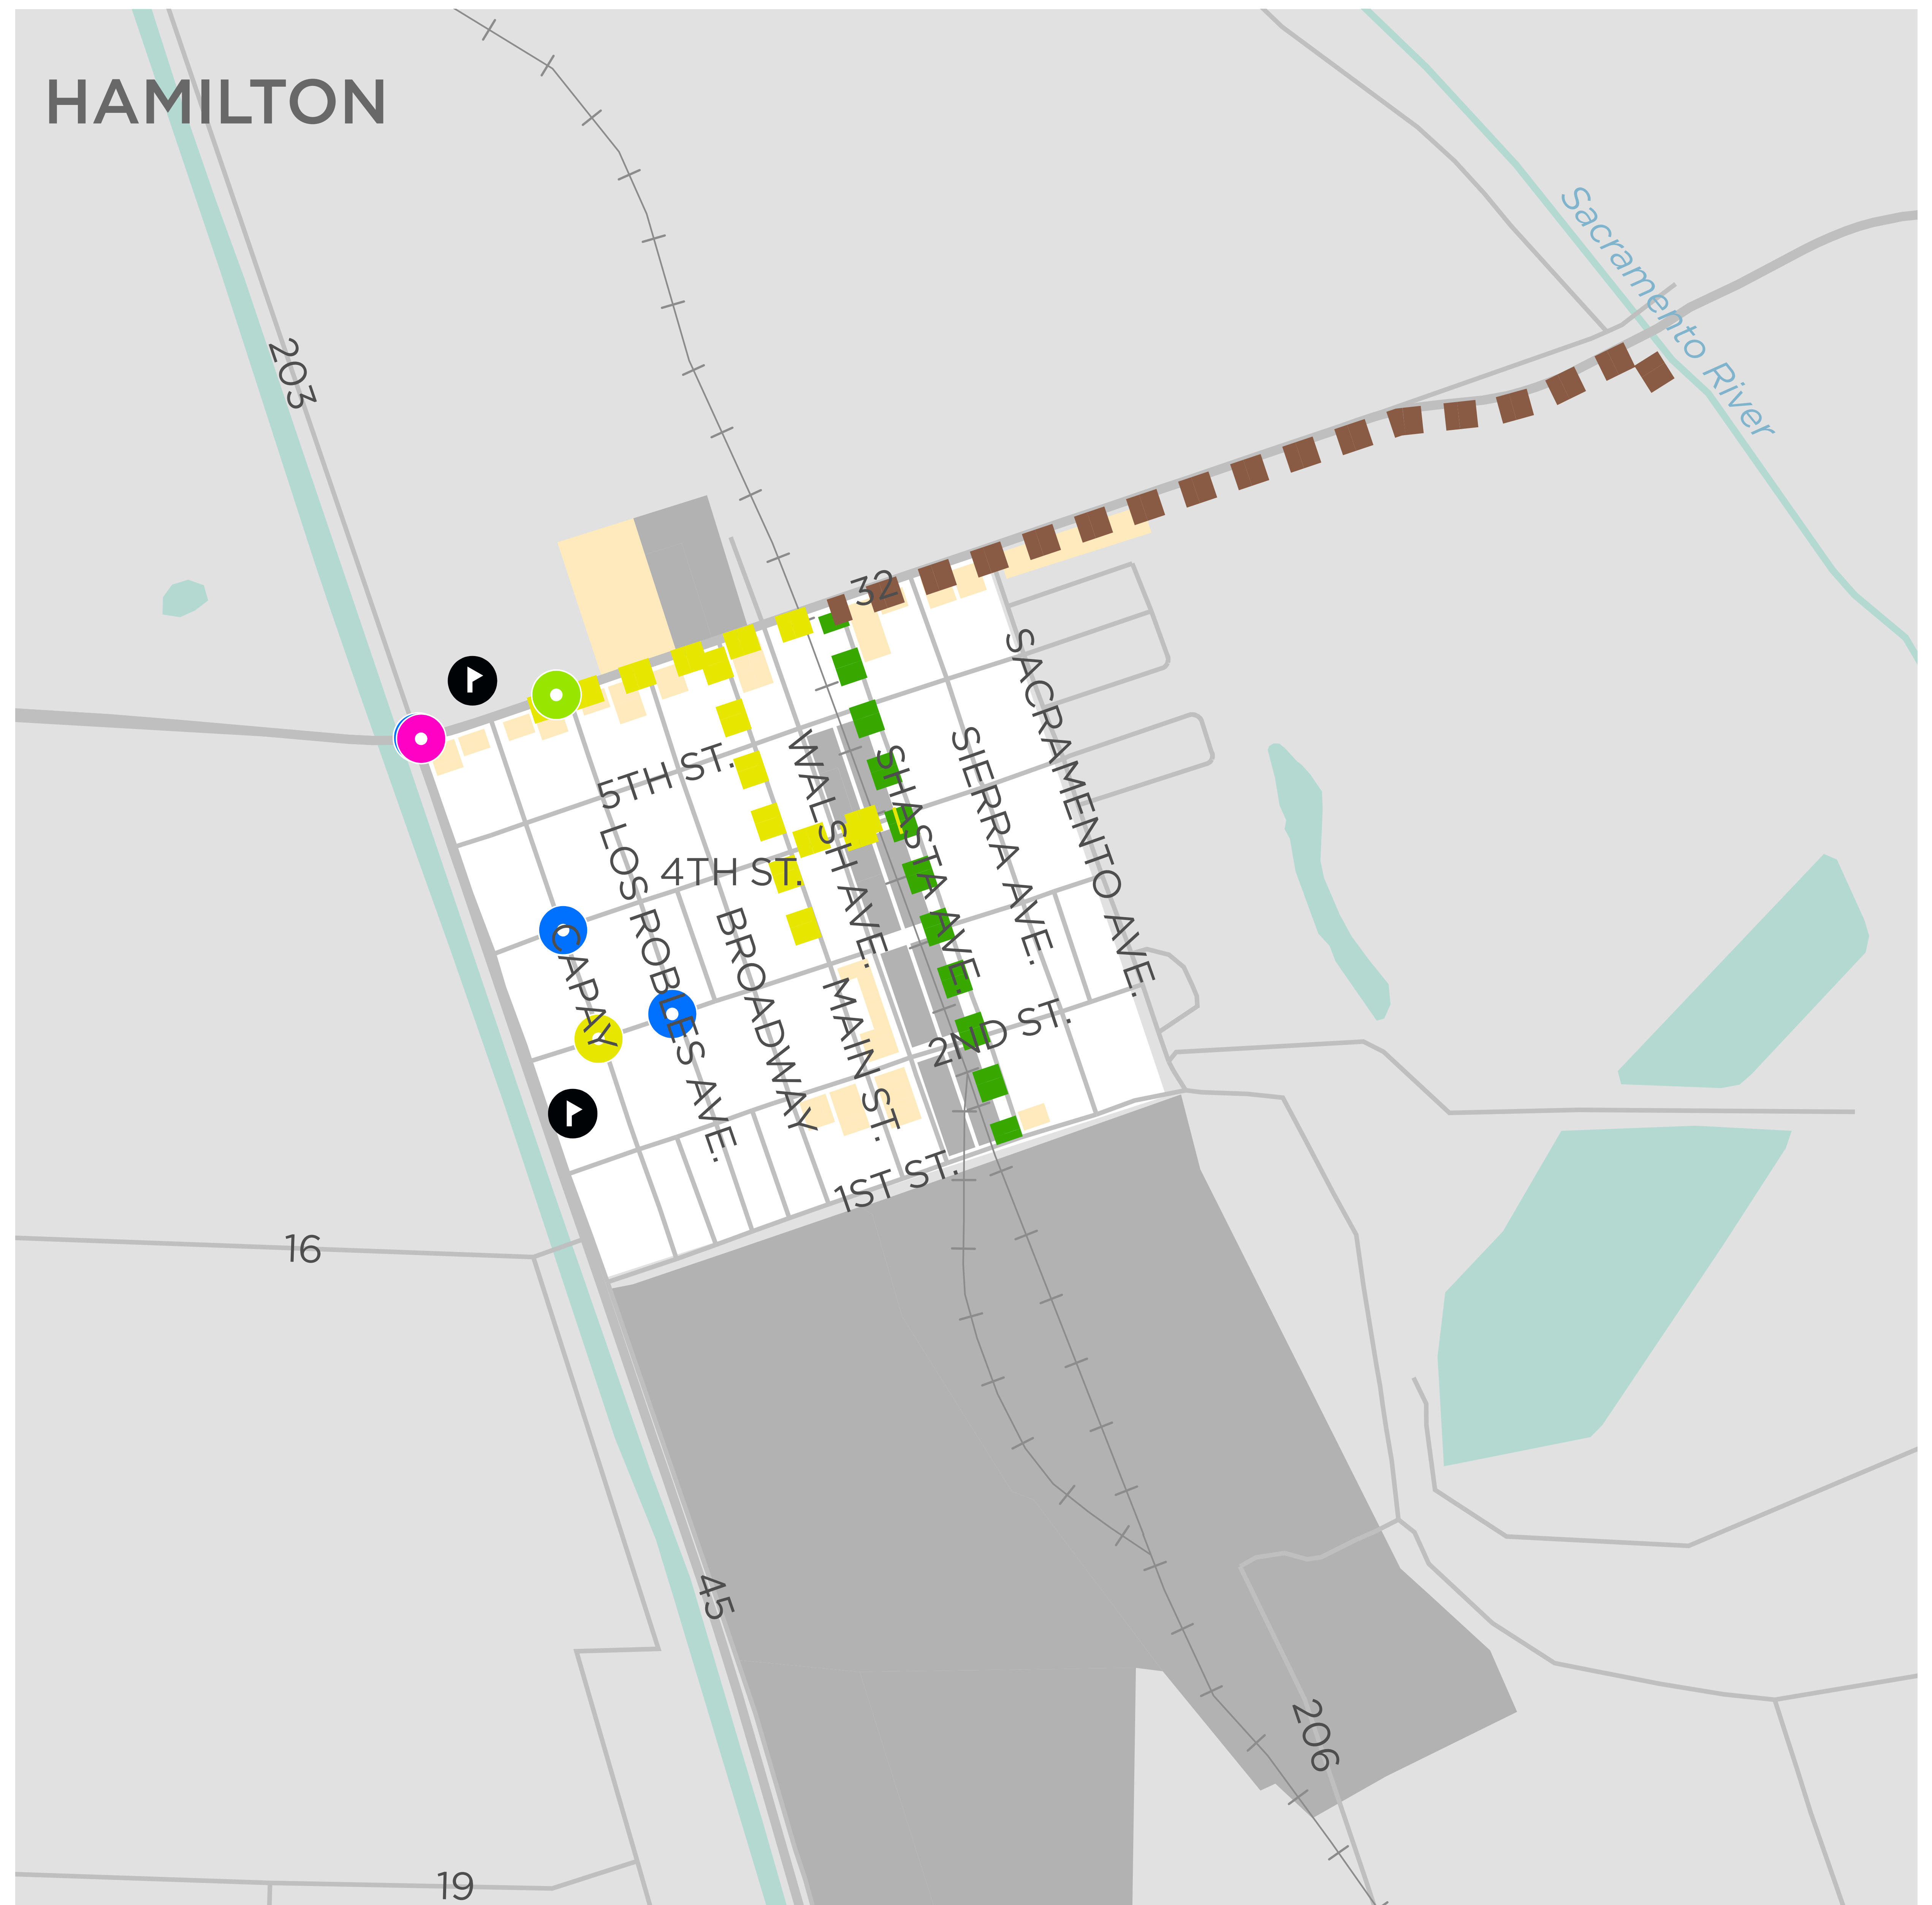 HAMILTON
Sacramento River
203
32
5TH ST.
4TH ST.
LOS ROBLES AVE.
CAPAY
BROADWAY
WALSH AVE.
MAIN ST.
SHASTA AVE.
SIERRA AVE.
SACRAMENTO AVE.
2ND ST.
1ST ST.
16
45
206
19